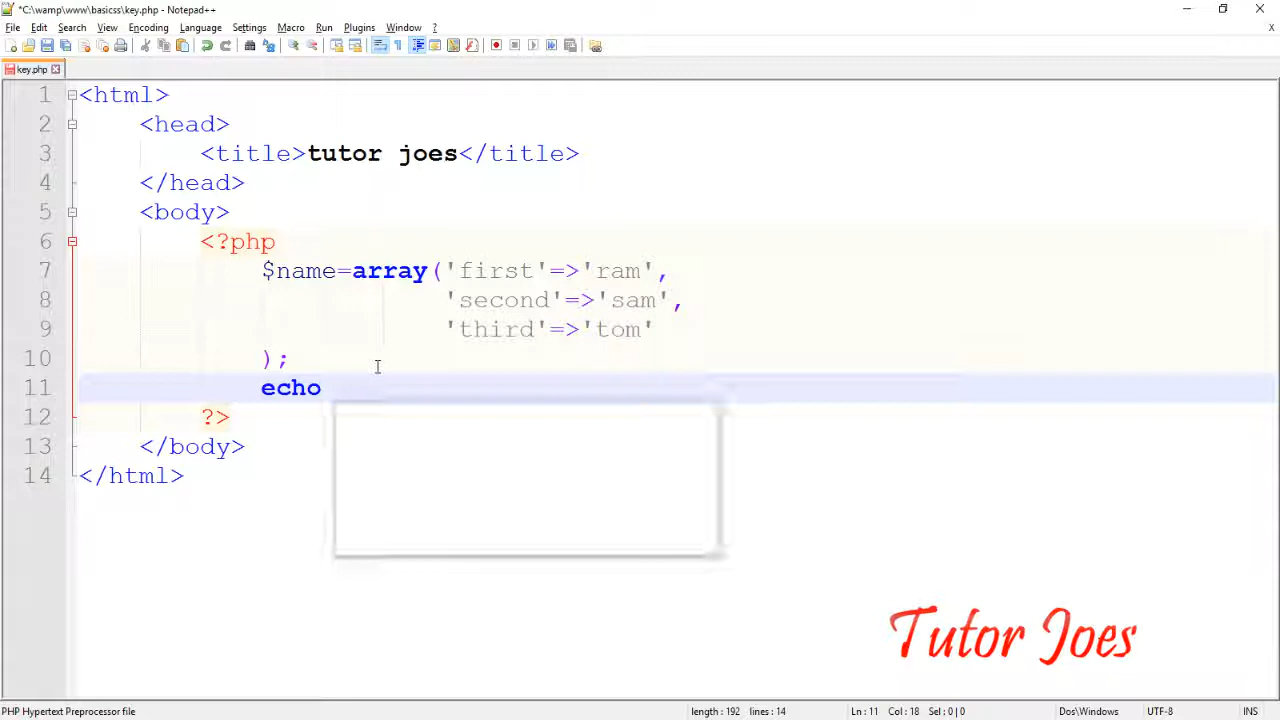 *C:\wamp\www\basicss\key.php - Notepad++
File Edit Search View Encoding Language Settings Macro Run Plugins Window ?
X
key.php
1 <html>
2 <head>
3 <title>tutor joes</title>
4 </head>
5 <body>
6 <?php
7 $name=array('first'=>'ram',
8 'second'=>'sam',
9 'third'=>'tom'
10 );
11 echo
12 ?>
13 </body>
14 </html>
Tutor Joes
PHP Hypertext Preprocessor file length : 192 lines : 14 Ln : 11 Col : 18 Sel : 0 | 0 Dos\Windows UTF-8 INS